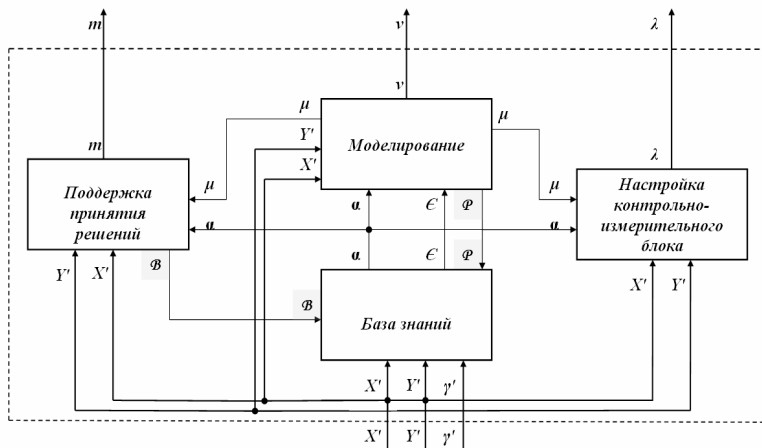 m
v
λ
v
μ
μ
Y'
m
Моделирование
λ
X'
μ
μ
Поддержка
принятия
решений
Настройка
контрольно-
измерительного
блока
α
Є
𝒫
α
α
ℬ
α
Є
𝒫
Y'
X'
X'
Y'
ℬ
База знаний
X'
Y'
γ'
X'
Y'
γ'